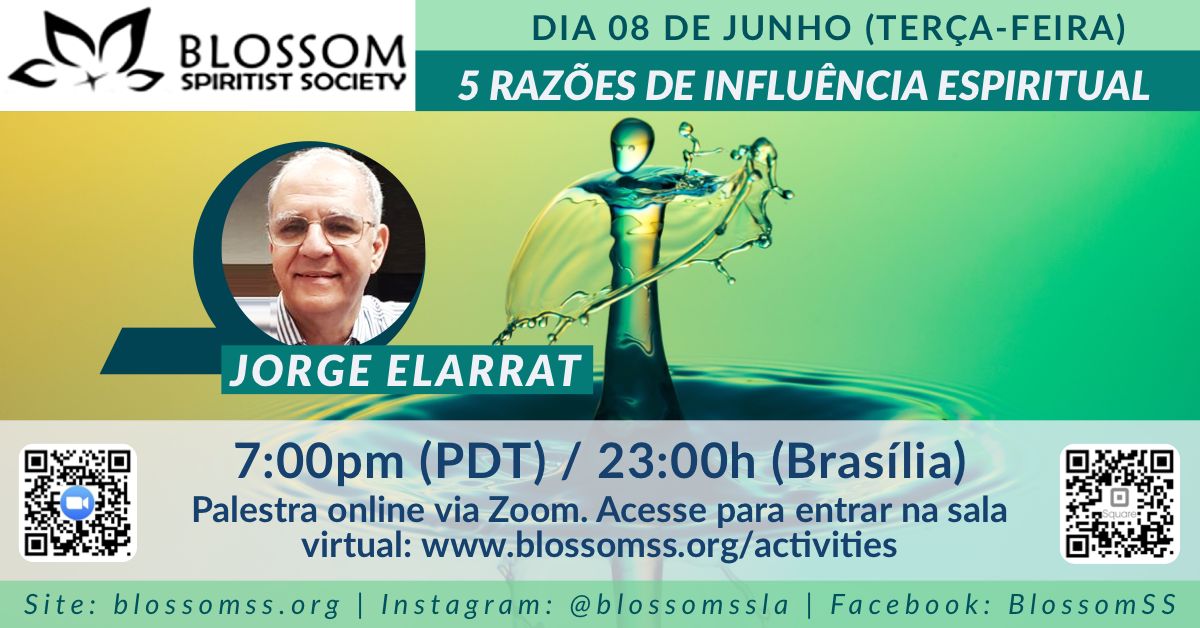 BLOSSOM
SPIRITIST SOCIETY
DIA 08 DE JUNHO (TERÇA-FEIRA)
5 RAZÕES DE INFLUÊNCIA ESPIRITUAL
JORGE ELARRAT
7:00pm (PDT) / 23:00h (Brasília)
Palestra online via Zoom. Acesse para entrar na sala
virtual: www.blossomss.org/activities
Square
Site: blossomss.org | Instagram: @blossomssla | Facebook: BlossomSS